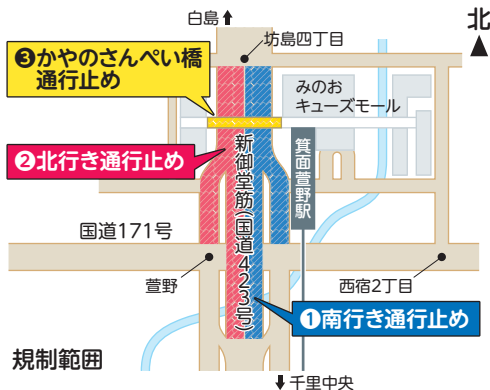 白島⬆
北
坊島四丁目
❸かやのさんぺい橋
通行止め
みのお
キューズモール
❷北行き通行止め
新御堂筋(国道423号)
箕面萱野駅
国道171号
萱野
西宿2丁目
❶南行き通行止め
規制範囲
⬇千里中央